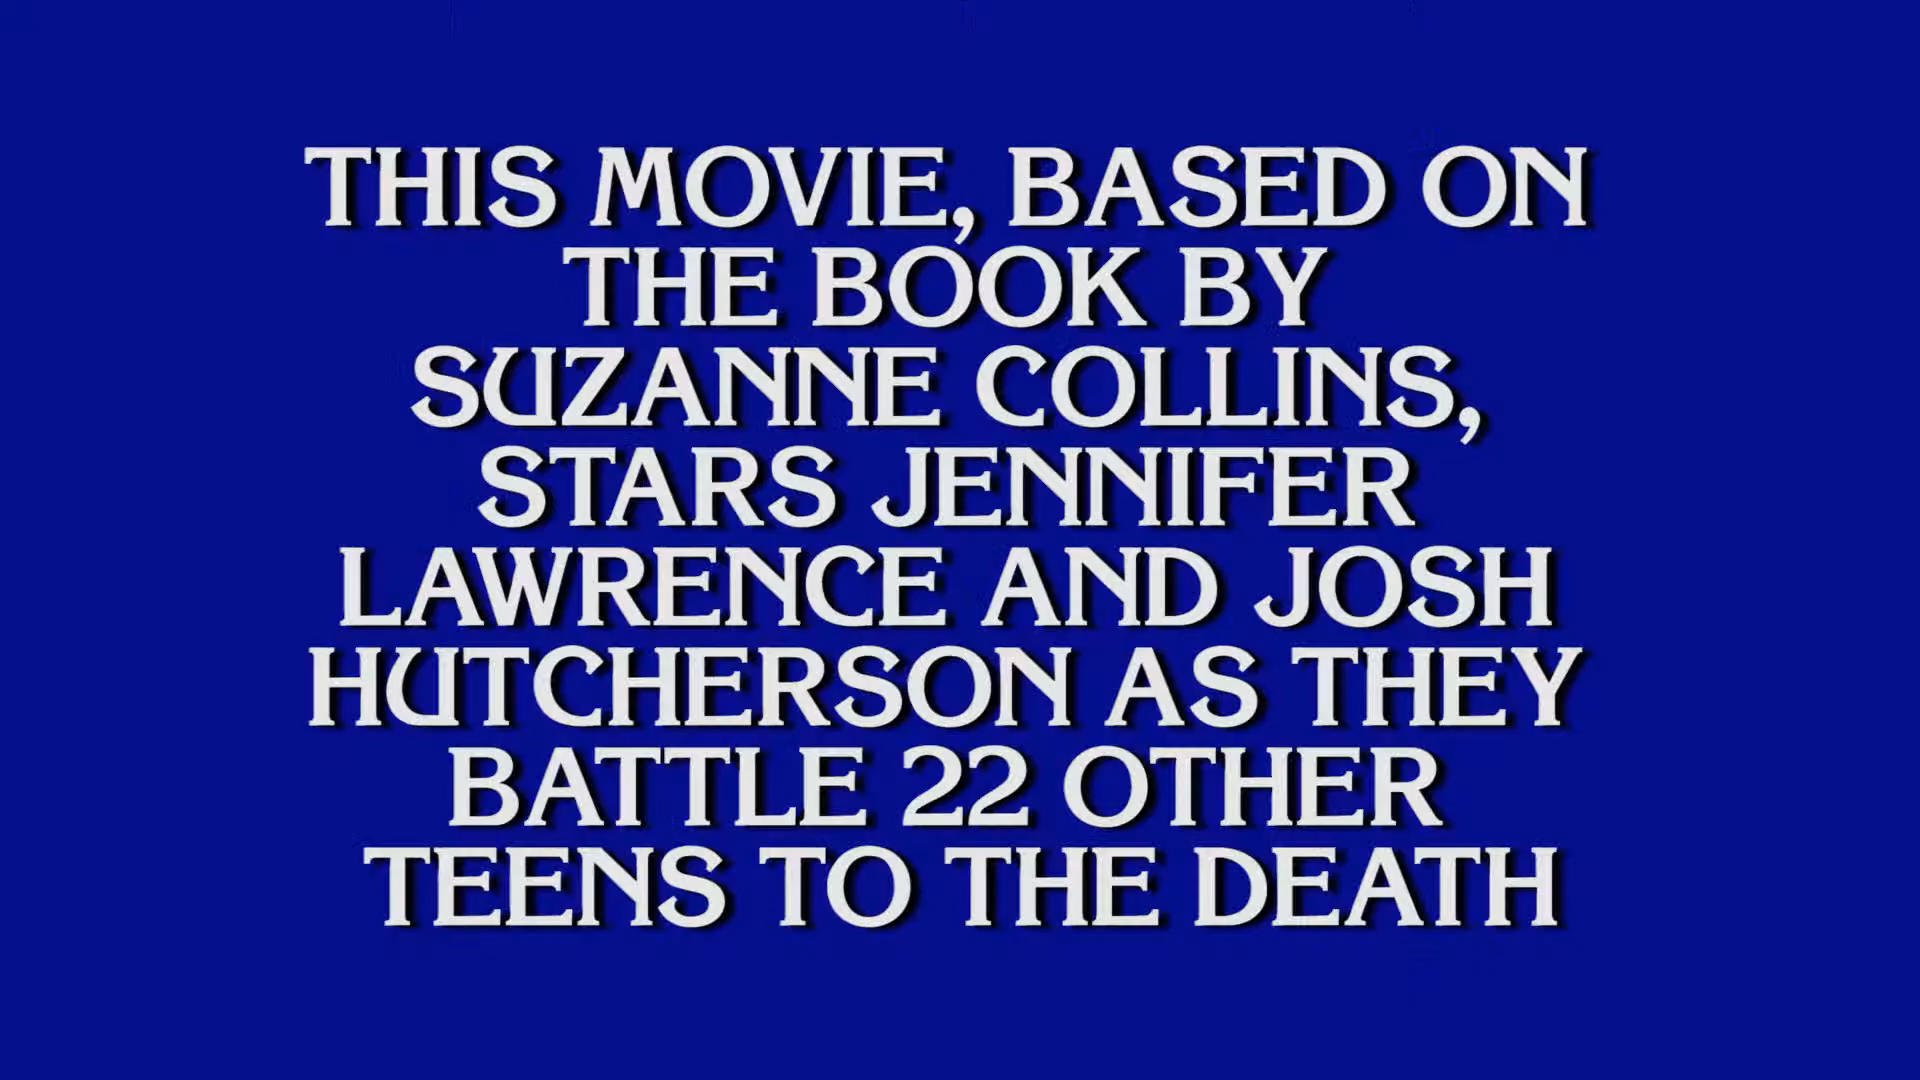 THIS MOVIE, BASED ON
THE BOOK BY
SUZANNE COLLINS,
STARS JENNIFER
LAWRENCE AND JOSH
HUTCHERSON AS THEY
BATTLE 22 OTHER
TEENS TO THE DEATH